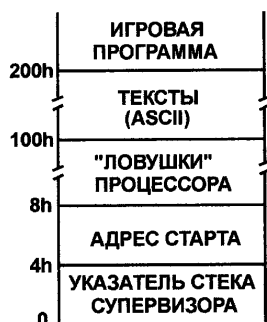 ИГРОВАЯ
ПРОГРАММА
200h
ТЕКСТЫ
(ASCII)
100h
"ЛОВУШКИ"
ПРОЦЕССОРА
8h
АДРЕС СТАРТА
4h
УКАЗАТЕЛЬ СТЕКА
СУПЕРВИЗОРА
0